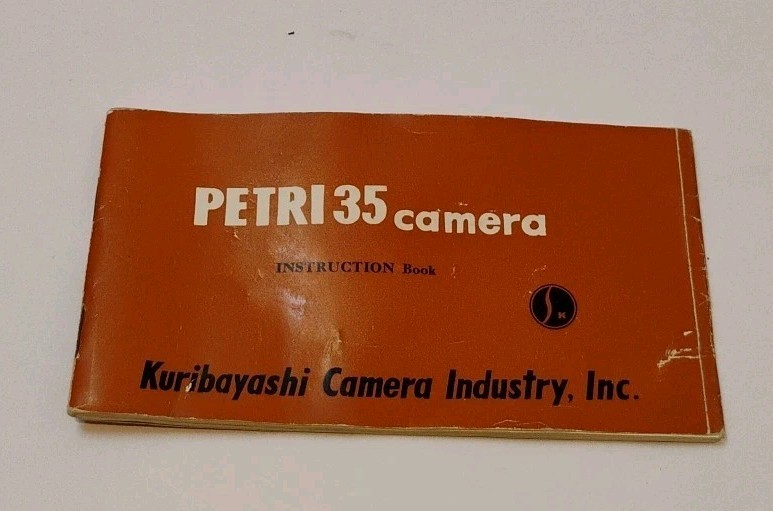 PETRI 35 camera
INSTRUCTION Book
S K
Kuribayashi Camera Industry, Inc.